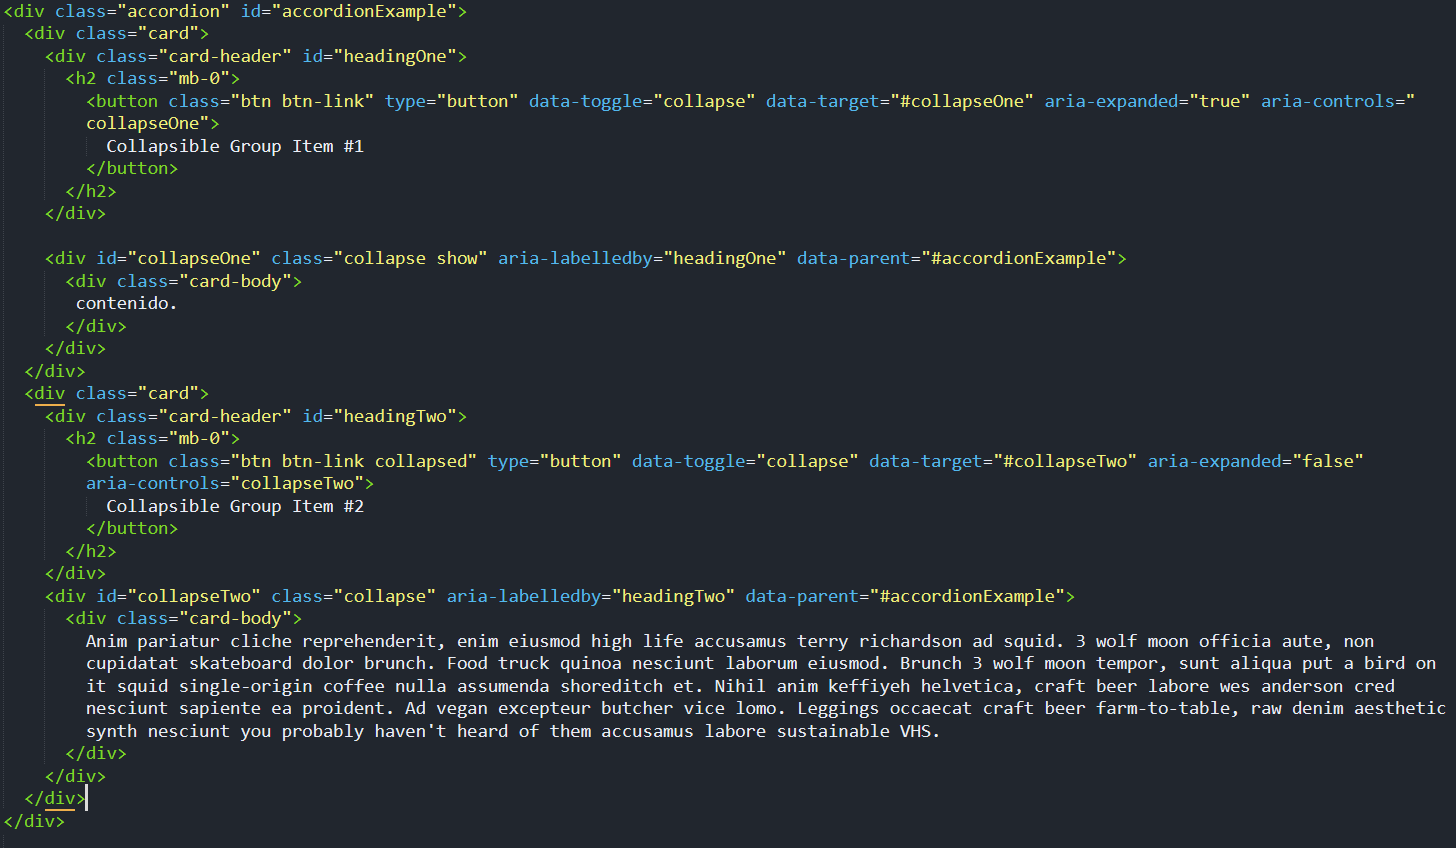 <div class="accordion" id="accordionExample">
  <div class="card">
    <div class="card-header" id="headingOne">
      <h2 class="mb-0">
        <button class="btn btn-link" type="button" data-toggle="collapse" data-target="#collapseOne" aria-expanded="true" aria-controls="
        collapseOne">
          Collapsible Group Item #1
        </button>
      </h2>
    </div>

    <div id="collapseOne" class="collapse show" aria-labelledby="headingOne" data-parent="#accordionExample">
      <div class="card-body">
       contenido.
      </div>
    </div>
  </div>
  <div class="card">
    <div class="card-header" id="headingTwo">
      <h2 class="mb-0">
        <button class="btn btn-link collapsed" type="button" data-toggle="collapse" data-target="#collapseTwo" aria-expanded="false"
        aria-controls="collapseTwo">
          Collapsible Group Item #2
        </button>
      </h2>
    </div>
    <div id="collapseTwo" class="collapse" aria-labelledby="headingTwo" data-parent="#accordionExample">
      <div class="card-body">
        Anim pariatur cliche reprehenderit, enim eiusmod high life accusamus terry richardson ad squid. 3 wolf moon officia aute, non
        cupidatat skateboard dolor brunch. Food truck quinoa nesciunt laborum eiusmod. Brunch 3 wolf moon tempor, sunt aliqua put a bird on
        it squid single-origin coffee nulla assumenda shoreditch et. Nihil anim keffiyeh helvetica, craft beer labore wes anderson cred
        nesciunt sapiente ea proident. Ad vegan excepteur butcher vice lomo. Leggings occaecat craft beer farm-to-table, raw denim aesthetic
        synth nesciunt you probably haven't heard of them accusamus labore sustainable VHS.
      </div>
    </div>
  </div>
</div>